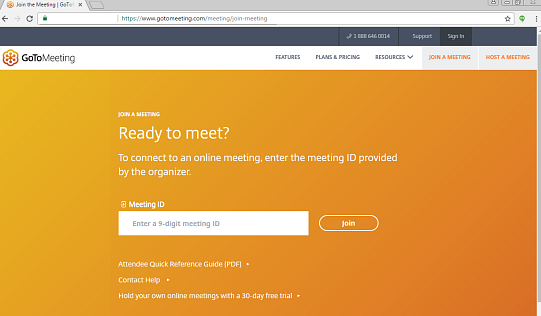 Join the Meeting | GoTo
https://www.gotomeeting.com/meeting/join-meeting
1 888 646 0014 Support Sign In
GoToMeeting FEATURES PLANS & PRICING RESOURCES JOIN A MEETING HOST A MEETING
JOIN A MEETING
Ready to meet?
To connect to an online meeting, enter the meeting ID provided
by the organizer.
Meeting ID
Enter a 9-digit meeting ID Join
Attendee Quick Reference Guide (PDF)
Contact Help
Hold your own online meetings with a 30-day free trial